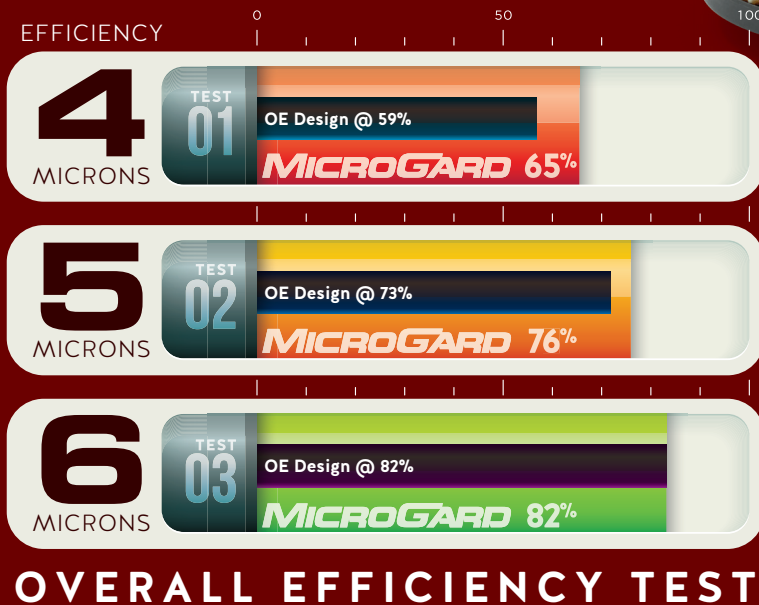 EFFICIENCY
0 50 100
4
MICRONS
TEST
01
OE Design @ 59%
MICROGARD 65%
5
MICRONS
TEST
02
OE Design @ 73%
MICROGARD 76%
6
MICRONS
TEST
03
OE Design @ 82%
MICROGARD 82%
OVERALL EFFICIENCY TEST